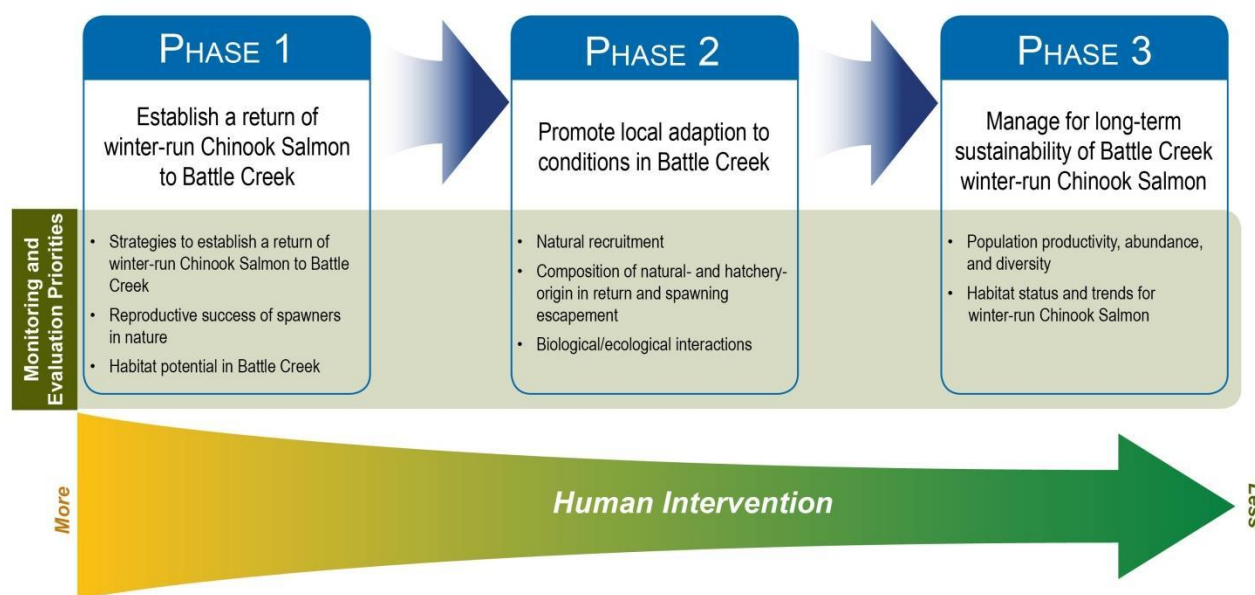 PHASE 1
Establish a return of
winter-run Chinook Salmon
to Battle Creek
• Strategies to establish a return of
winter-run Chinook Salmon to Battle
Creek
• Reproductive success of spawners
in nature
• Habitat potential in Battle Creek
PHASE 2
Promote local adaption to
conditions in Battle Creek
• Natural recruitment
• Composition of natural- and hatchery-
origin in return and spawning
escapement
• Biological/ecological interactions
PHASE 3
Manage for long-term
sustainability of Battle Creek
winter-run Chinook Salmon
• Population productivity, abundance,
and diversity
• Habitat status and trends for
winter-run Chinook Salmon
Monitoring and
Evaluation Priorities
More
Human Intervention
Less